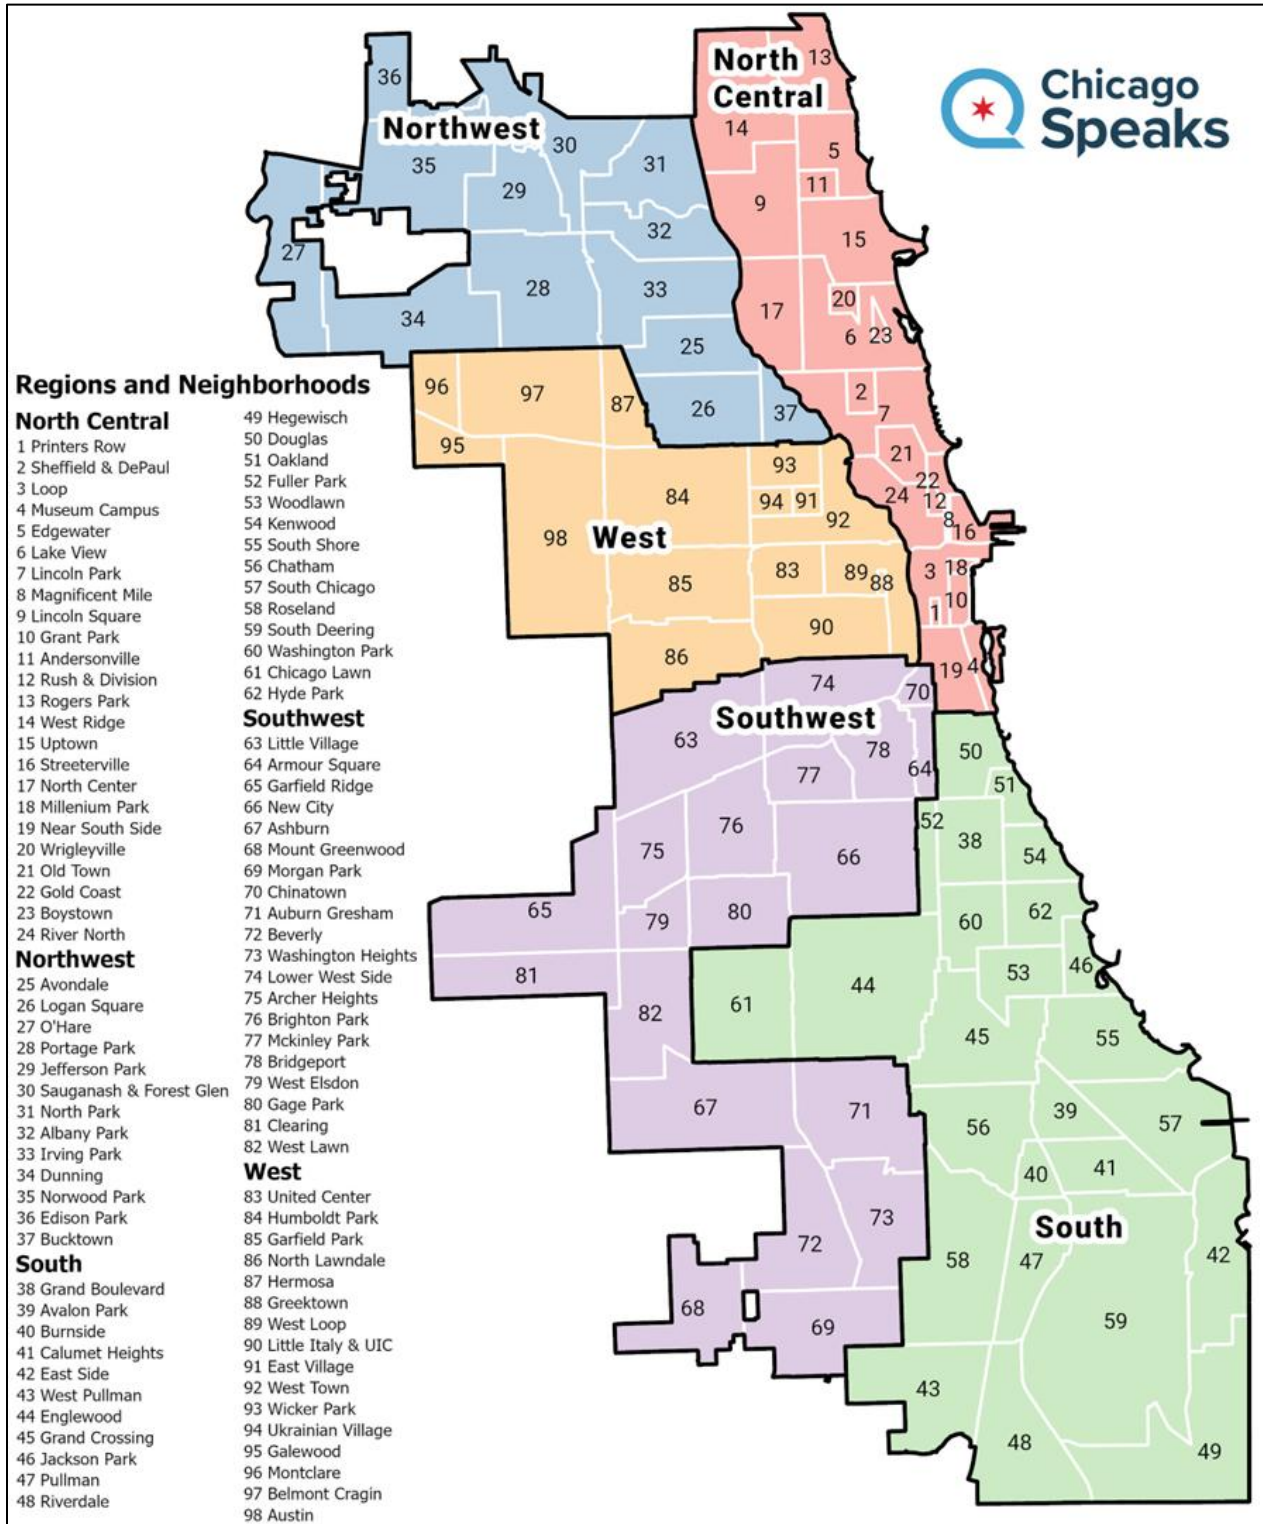 Chicago
Speaks
North
Central
Northwest
West
Southwest
South
13
36
14
30
5
35
31
11
29
9
32
15
27
28
33
20
17
34
6
23
25
96
97
2
87
26
37
7
95
21
93
22
84
94
91
24
12
92
8
98
16
83
89
3
18
85
88
10
1
90
86
19
4
74
70
63
78
50
77
64
51
76
52
75
38
66
54
65
79
80
60
62
81
53
46
44
61
82
45
55
67
71
39
56
57
41
40
73
72
58
47
42
68
69
59
43
48
49
Regions and Neighborhoods
North Central
1 Printers Row
2 Sheffield & DePaul
3 Loop
4 Museum Campus
5 Edgewater
6 Lake View
7 Lincoln Park
8 Magnificent Mile
9 Lincoln Square
10 Grant Park
11 Andersonville
12 Rush & Division
13 Rogers Park
14 West Ridge
15 Uptown
16 Streeterville
17 North Center
18 Millenium Park
19 Near South Side
20 Wrigleyville
21 Old Town
22 Gold Coast
23 Boystown
24 River North
Northwest
25 Avondale
26 Logan Square
27 O'Hare
28 Portage Park
29 Jefferson Park
30 Sauganash & Forest Glen
31 North Park
32 Albany Park
33 Irving Park
34 Dunning
35 Norwood Park
36 Edison Park
37 Bucktown
South
38 Grand Boulevard
39 Avalon Park
40 Burnside
41 Calumet Heights
42 East Side
43 West Pullman
44 Englewood
45 Grand Crossing
46 Jackson Park
47 Pullman
48 Riverdale
49 Hegewisch
50 Douglas
51 Oakland
52 Fuller Park
53 Woodlawn
54 Kenwood
55 South Shore
56 Chatham
57 South Chicago
58 Roseland
59 South Deering
60 Washington Park
61 Chicago Lawn
62 Hyde Park
Southwest
63 Little Village
64 Armour Square
65 Garfield Ridge
66 New City
67 Ashburn
68 Mount Greenwood
69 Morgan Park
70 Chinatown
71 Auburn Gresham
72 Beverly
73 Washington Heights
74 Lower West Side
75 Archer Heights
76 Brighton Park
77 Mckinley Park
78 Bridgeport
79 West Elsdon
80 Gage Park
81 Clearing
82 West Lawn
West
83 United Center
84 Humboldt Park
85 Garfield Park
86 North Lawndale
87 Hermosa
88 Greektown
89 West Loop
90 Little Italy & UIC
91 East Village
92 West Town
93 Wicker Park
94 Ukrainian Village
95 Galewood
96 Montclare
97 Belmont Cragin
98 Austin